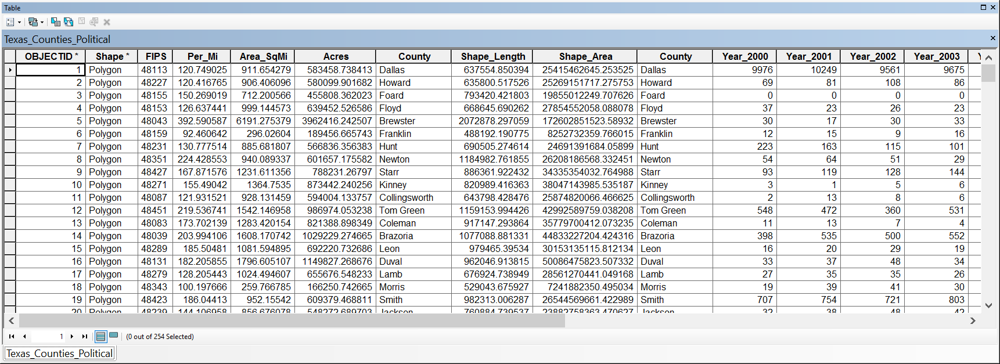 Table
Texas_Counties_Political
OBJECTID * Shape * FIPS Per_Mi Area_SqMi Acres County Shape_Length Shape_Area County Year_2000 Year_2001 Year_2002 Year_2003
1 Polygon 48113 120.749025 911.654279 583458.738413 Dallas 637554.850394 25415462645.253525 Dallas 9976 10249 9561 9675
2 Polygon 48227 120.416765 906.406096 580099.901682 Howard 635800.517526 25269151717.275753 Howard 69 81 108 86
3 Polygon 48155 150.269019 712.200566 455808.362023 Foard 793420.421803 19855012249.707626 Foard 0 0 0 0
4 Polygon 48153 126.637441 999.144573 639452.526586 Floyd 668645.690262 27854552058.088078 Floyd 37 23 26 23
5 Polygon 48043 392.590587 6191.275379 3962416.242507 Brewster 2072878.297059 172602851523.58932 Brewster 30 17 30 33
6 Polygon 48159 92.460642 296.02604 189456.665743 Franklin 488192.190775 8252732359.766015 Franklin 12 15 9 16
7 Polygon 48231 130.777514 885.681807 566836.356383 Hunt 690505.274614 24691391684.05899 Hunt 223 163 115 101
8 Polygon 48351 224.428553 940.089337 601657.175582 Newton 1184982.761855 26208186568.332451 Newton 54 64 51 29
9 Polygon 48427 167.871576 1231.611356 788231.26797 Starr 886361.922432 34335354032.764988 Starr 93 119 128 144
10 Polygon 48271 155.49042 1364.7535 873442.240256 Kinney 820989.416363 38047143985.535187 Kinney 3 1 5 6
11 Polygon 48087 121.931521 928.131459 594004.133757 Collingsworth 643798.428476 25874820066.466625 Collingsworth 2 13 8 6
12 Polygon 48451 219.536741 1542.146958 986974.053238 Tom Green 1159153.994426 42992589759.038208 Tom Green 548 472 360 531
13 Polygon 48083 173.702139 1283.420154 821388.898349 Coleman 917147.293864 35779700412.073235 Coleman 11 13 7 4
14 Polygon 48039 203.994106 1608.170742 1029229.274665 Brazoria 1077088.881331 44833227204.424316 Brazoria 398 535 500 552
15 Polygon 48289 185.50481 1081.594895 692220.732686 Leon 979465.39534 30153135115.812134 Leon 16 20 29 19
16 Polygon 48131 182.205855 1796.605107 1149827.268676 Duval 962046.913815 50086475823.507332 Duval 33 37 48 34
17 Polygon 48279 128.205443 1024.494607 655676.548233 Lamb 676924.738949 28561270441.049168 Lamb 27 35 35 26
18 Polygon 48343 100.197666 259.766785 166250.742665 Morris 529043.675927 7241882350.495034 Morris 19 39 41 30
19 Polygon 48423 186.04413 952.15542 609379.468811 Smith 982313.006287 26544569661.422989 Smith 707 754 721 803
20 Polygon 48239 144.106958 856.676078 548272.689703 Jackson 760884.739537 23882758363.470627 Jackson 32 38 48 42
1 (0 out of 254 Selected)
Texas_Counties_Political